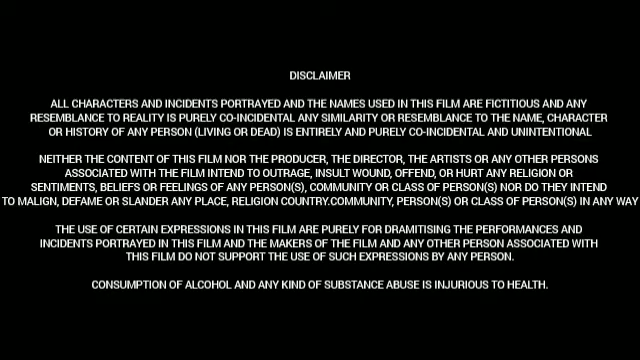 DISCLAIMER
ALL CHARACTERS AND INCIDENTS PORTRAYED AND THE NAMES USED IN THIS FILM ARE FICTITIOUS AND ANY
RESEMBLANCE TO REALITY IS PURELY CO-INCIDENTAL ANY SIMILARITY OR RESEMBLANCE TO THE NAME, CHARACTER
OR HISTORY OF ANY PERSON (LIVING OR DEAD) IS ENTIRELY AND PURELY CO-INCIDENTAL AND UNINTENTIONAL
NEITHER THE CONTENT OF THIS FILM NOR THE PRODUCER, THE DIRECTOR, THE ARTISTS OR ANY OTHER PERSONS
ASSOCIATED WITH THE FILM INTEND TO OUTRAGE, INSULT WOUND, OFFEND, OR HURT ANY RELIGION OR
SENTIMENTS, BELIEFS OR FEELINGS OF ANY PERSON(S), COMMUNITY OR CLASS OF PERSON(S) NOR DO THEY INTEND
TO MALIGN, DEFAME OR SLANDER ANY PLACE, RELIGION COUNTRY.COMMUNITY, PERSON(S) OR CLASS OF PERSON(S) IN ANY WAY
THE USE OF CERTAIN EXPRESSIONS IN THIS FILM ARE PURELY FOR DRAMITISING THE PERFORMANCES AND
INCIDENTS PORTRAYED IN THIS FILM AND THE MAKERS OF THE FILM AND ANY OTHER PERSON ASSOCIATED WITH
THIS FILM DO NOT SUPPORT THE USE OF SUCH EXPRESSIONS BY ANY PERSON.
CONSUMPTION OF ALCOHOL AND ANY KIND OF SUBSTANCE ABUSE IS INJURIOUS TO HEALTH.